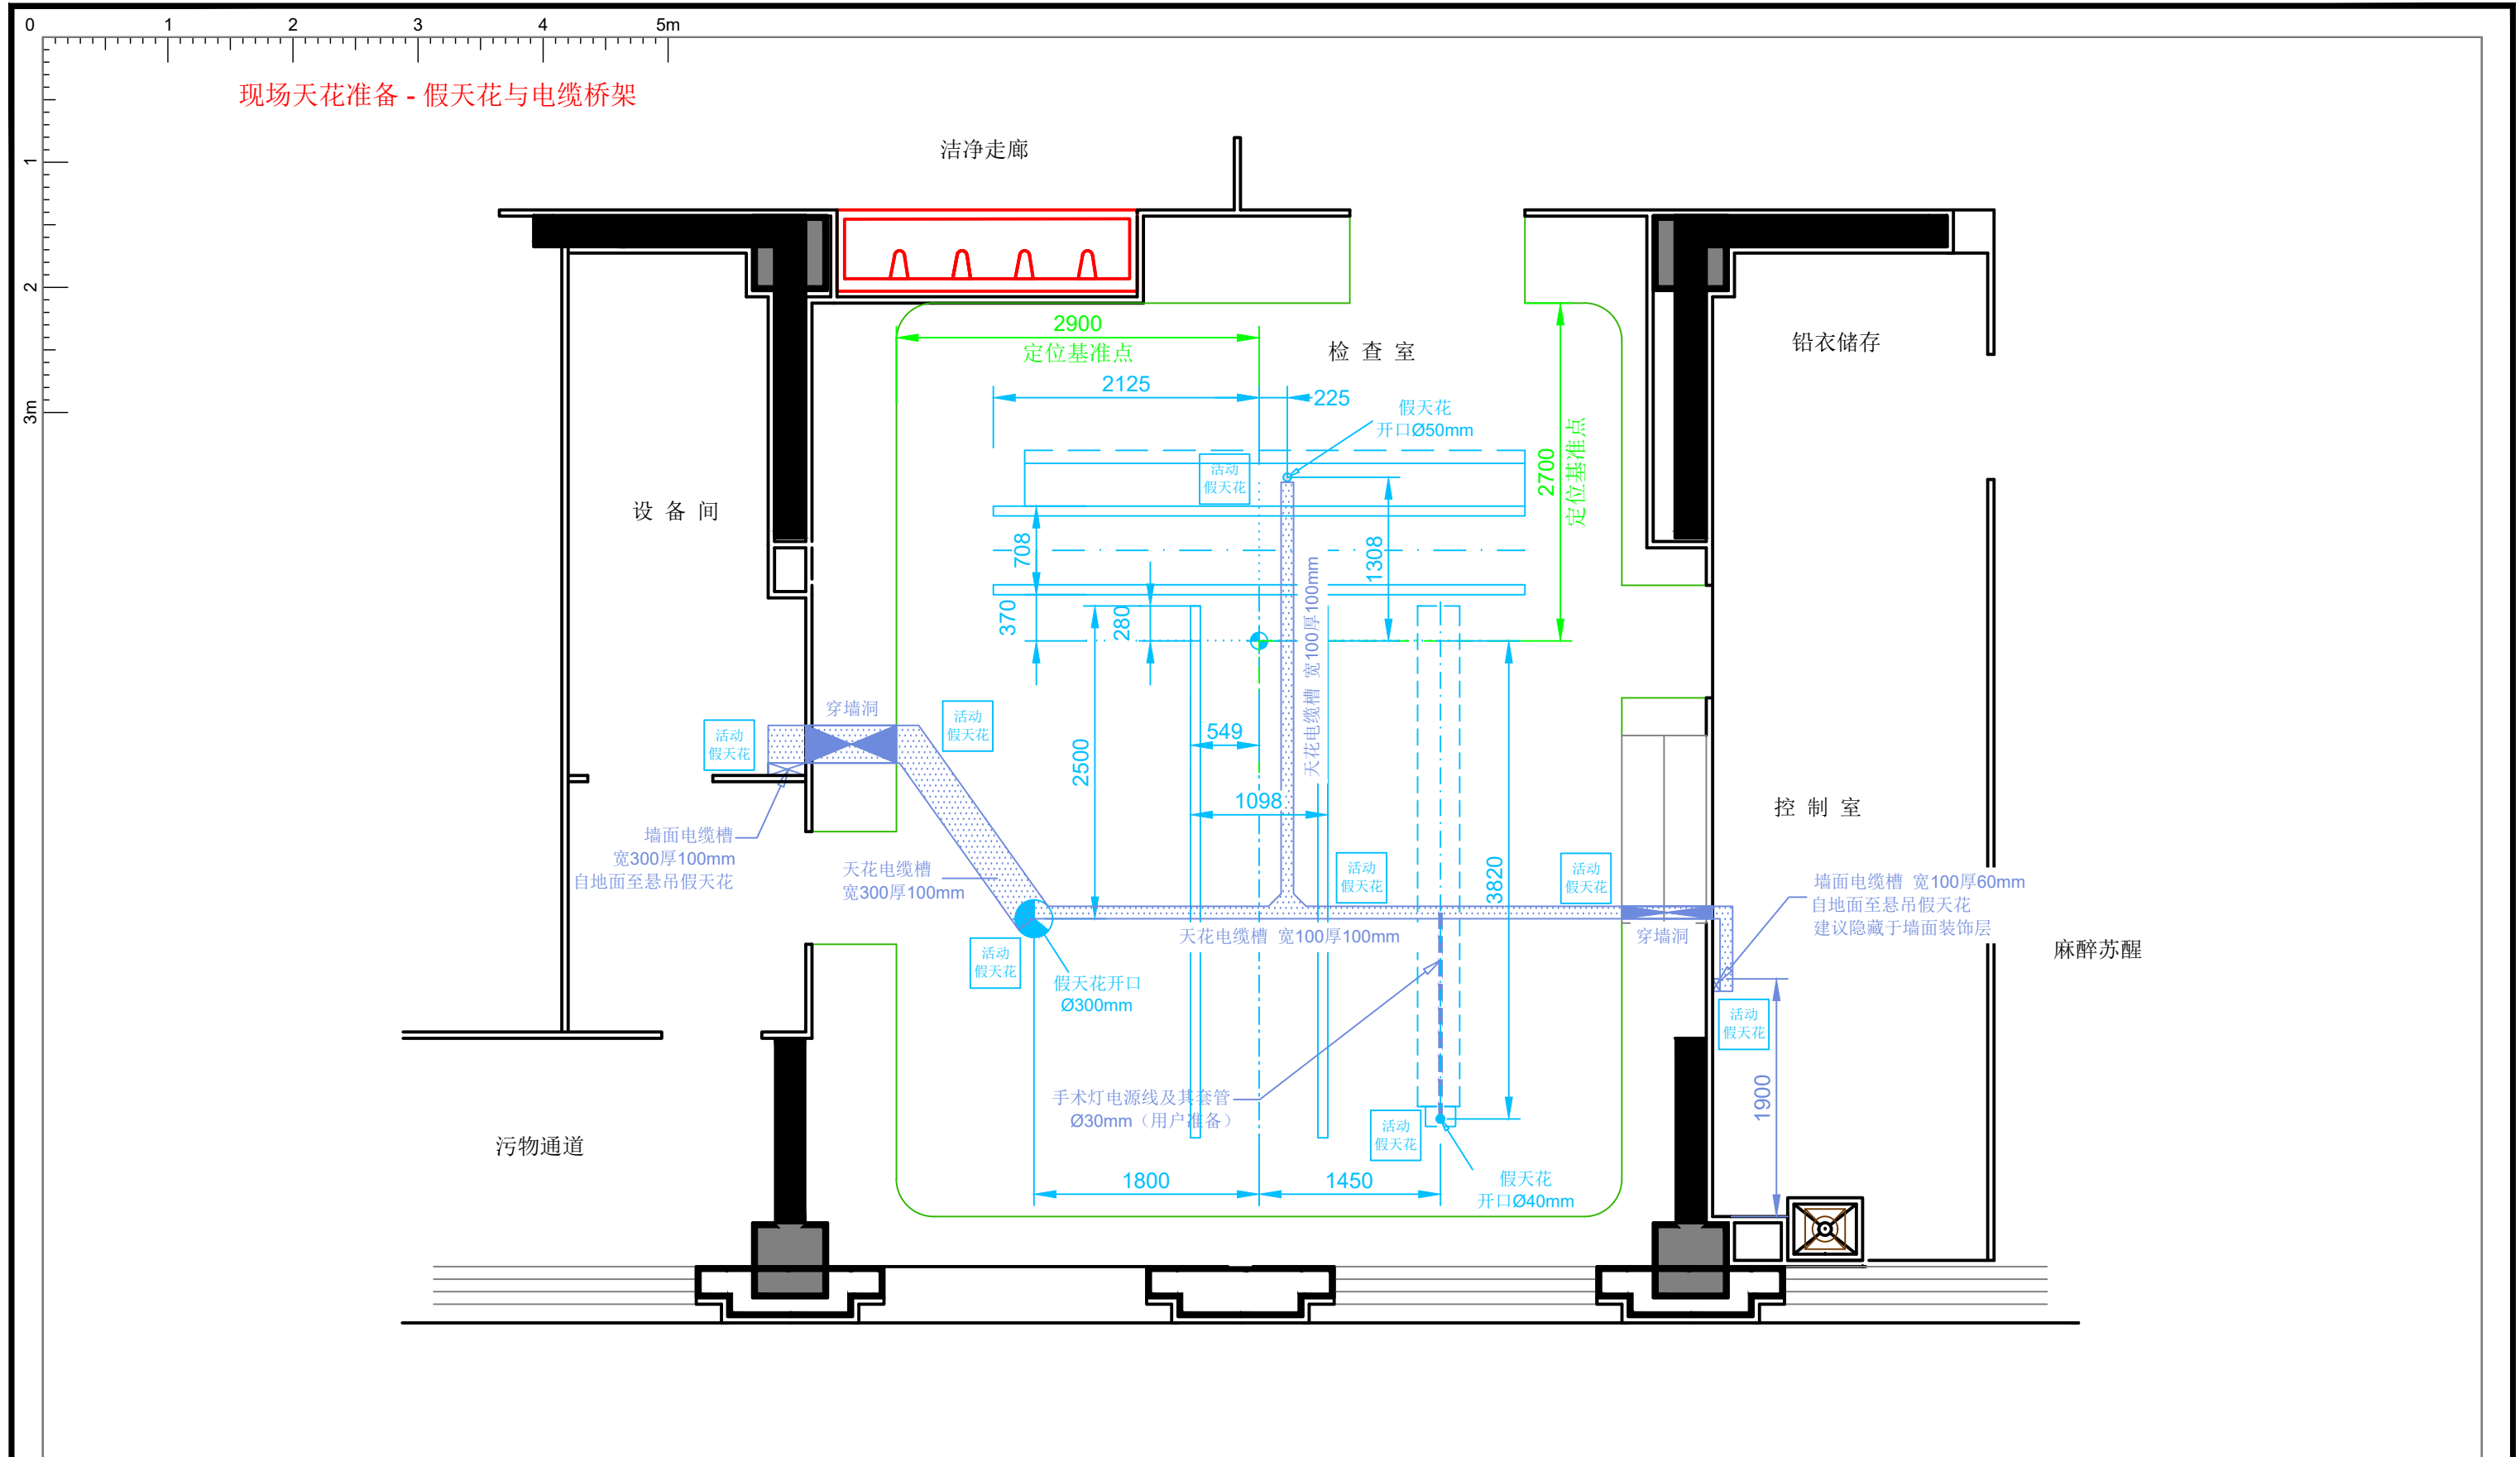 0 1 2 3 4 5m
1
2
3m
现场天花准备 - 假天花与电缆桥架
洁净走廊
2900
定位基准点
检 查 室
铅衣储存
2125
225
假天花
开口Ø50mm
2700
定位基准点
活动
假天花
设 备 间
708
1308
天花电缆槽 宽100厚100mm
370
280
穿墙洞
活动
假天花
活动
假天花
549
2500
1098
控 制 室
墙面电缆槽
宽300厚100mm
自地面至悬吊假天花
天花电缆槽
宽300厚100mm
活动
假天花
3820
活动
假天花
墙面电缆槽 宽100厚60mm
自地面至悬吊假天花
建议隐藏于墙面装饰层
天花电缆槽 宽100厚100mm
穿墙洞
麻醉苏醒
活动
假天花
假天花开口
Ø300mm
活动
假天花
手术灯电源线及其套管
Ø30mm（用户准备）
1900
活动
假天花
污物通道
1800
1450
假天花
开口Ø40mm